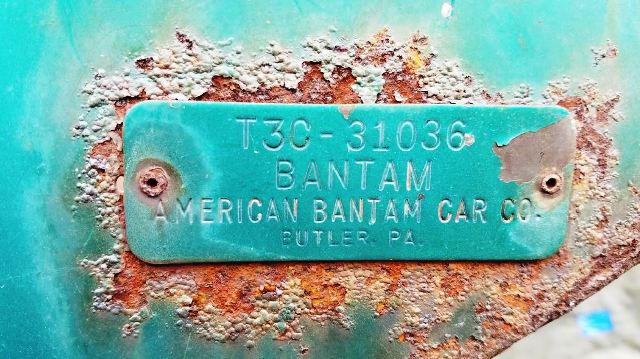 T3C-31036
BANTAM
AMERICAN BANTAM CAR CO.
BUTLER, PA.